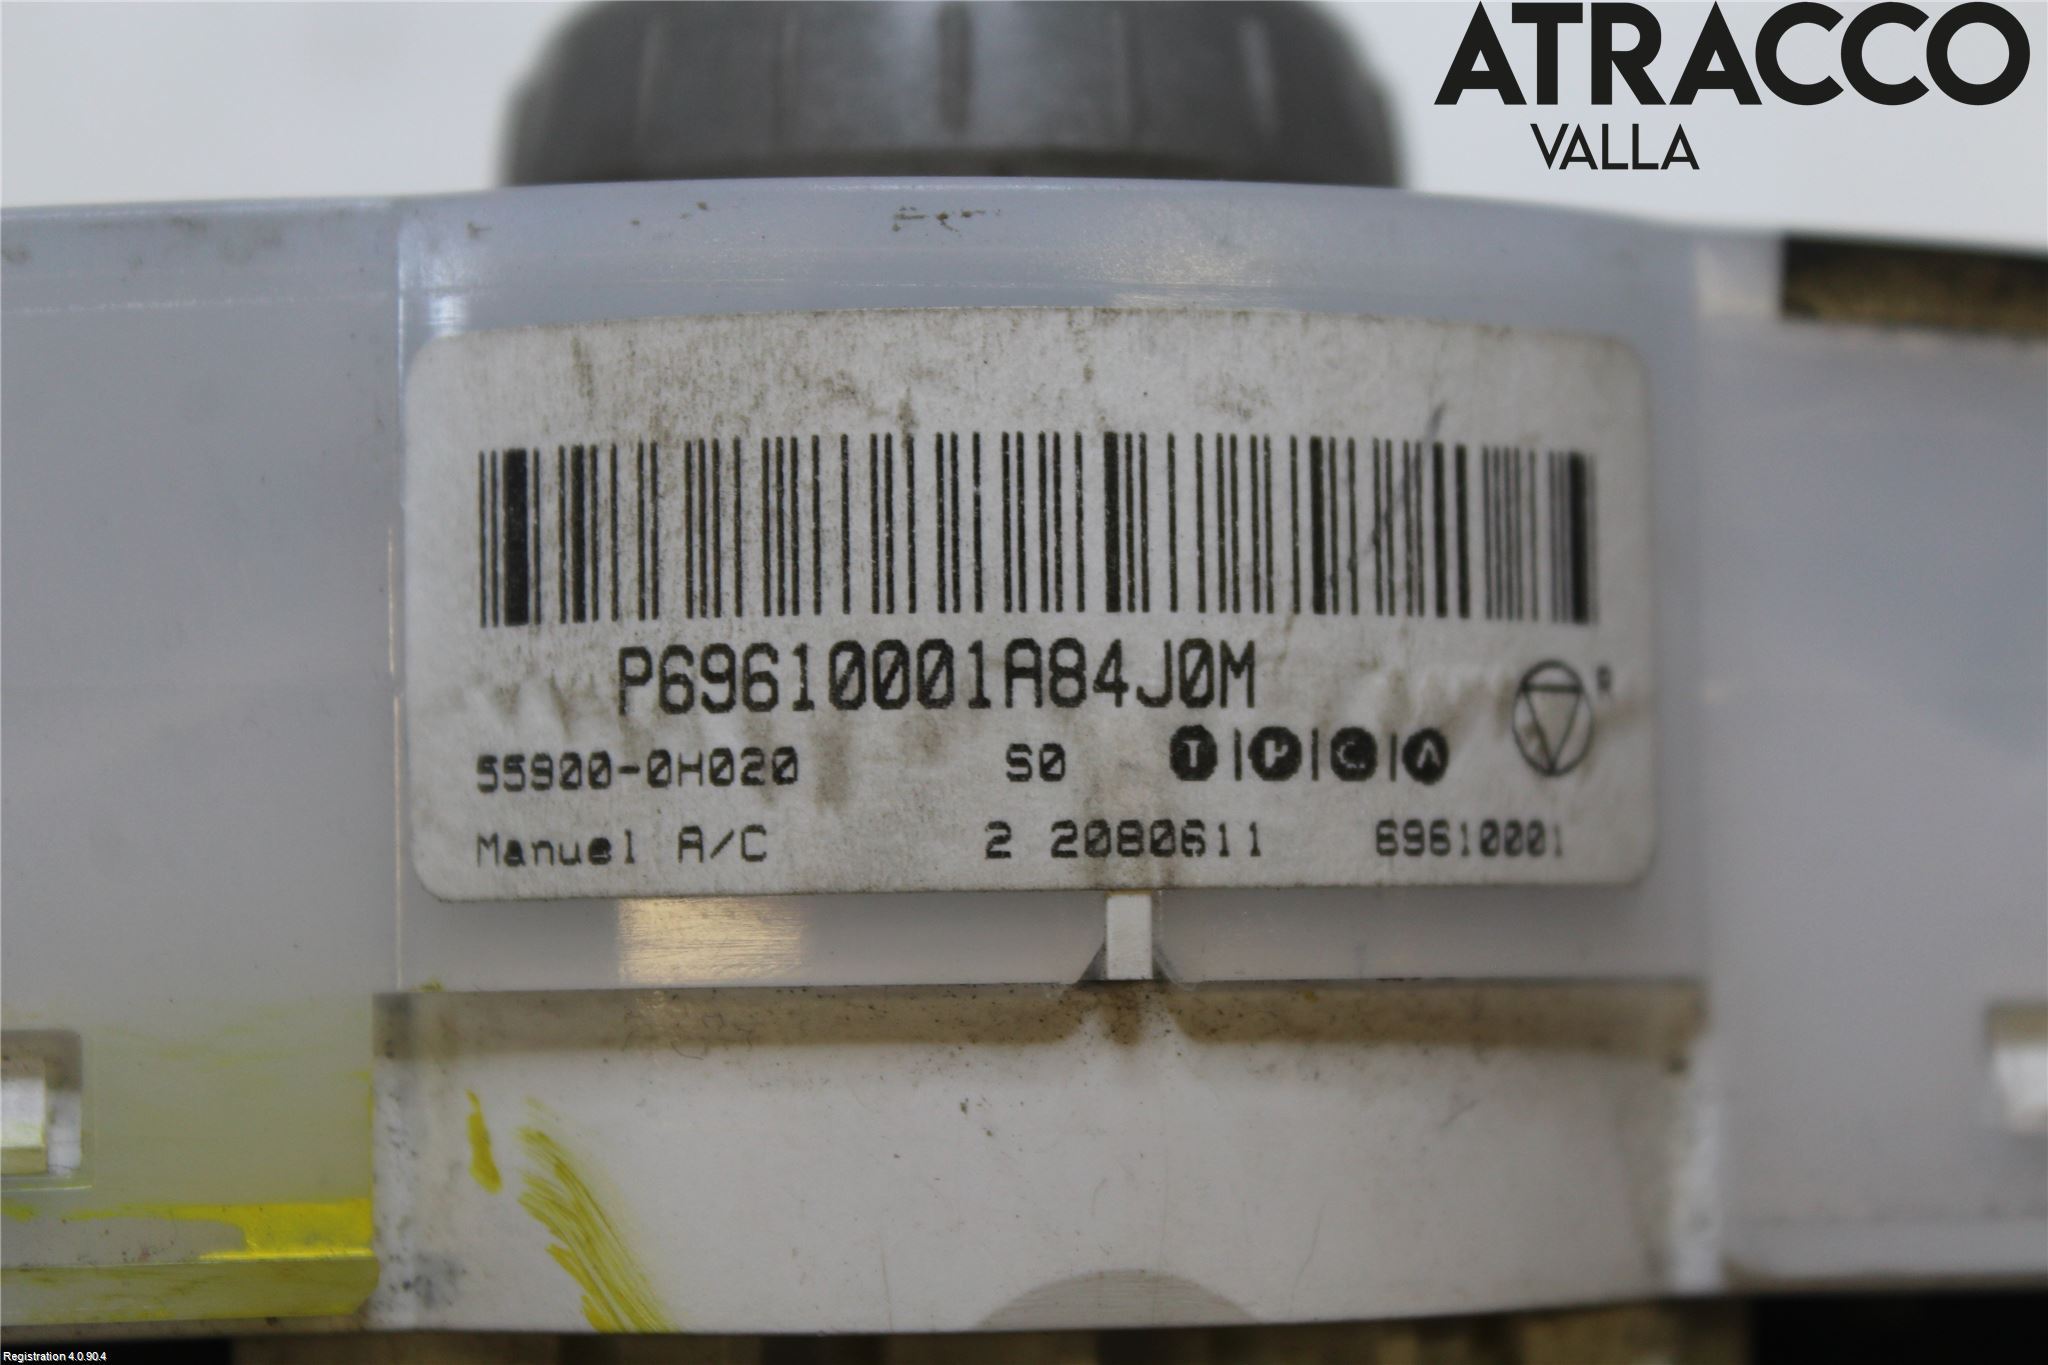 ATRACCO
VALLA
P69610001A84J0M
55900-0H020 S0 T|P|C|A R
Manuel A/C 2 2080611 69610001
Registration 4.0.90.4